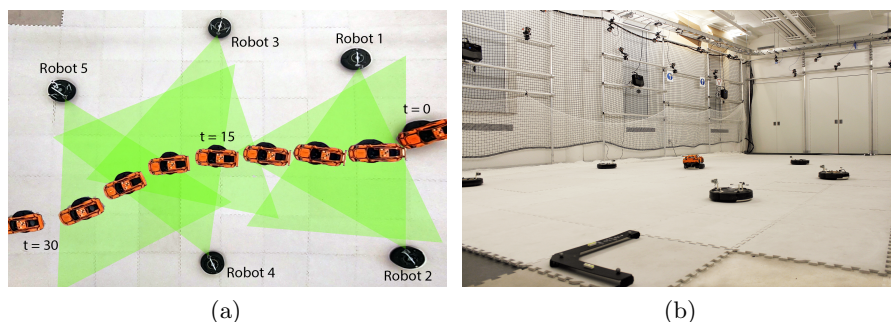 Robot 3
Robot 1
Robot 5
t = 0
t = 15
t = 30
Robot 4
Robot 2
(a)
(b)